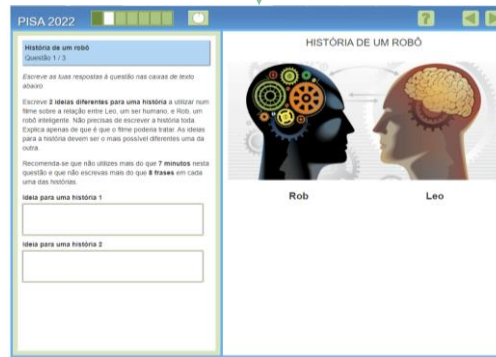 PISA 2022
?
História de um robô
Questão 1 / 3
Escreve as tuas respostas à questão nas caixas de texto
abaixo.
Escreve 2 ideias diferentes para uma história a utilizar num
filme sobre a relação entre Leo, um ser humano, e Rob, um
robô inteligente. Não precisas de escrever a história toda.
Explica apenas de que é que o filme poderia tratar. As ideias
para a história devem ser o mais possível diferentes uma da
outra.
Recomenda-se que não utilizes mais do que 7 minutos nesta
questão e que não escrevas mais do que 8 frases em cada
uma das histórias.
Ideia para uma história 1
Ideia para uma história 2
HISTÓRIA DE UM ROBÔ
Rob
Leo